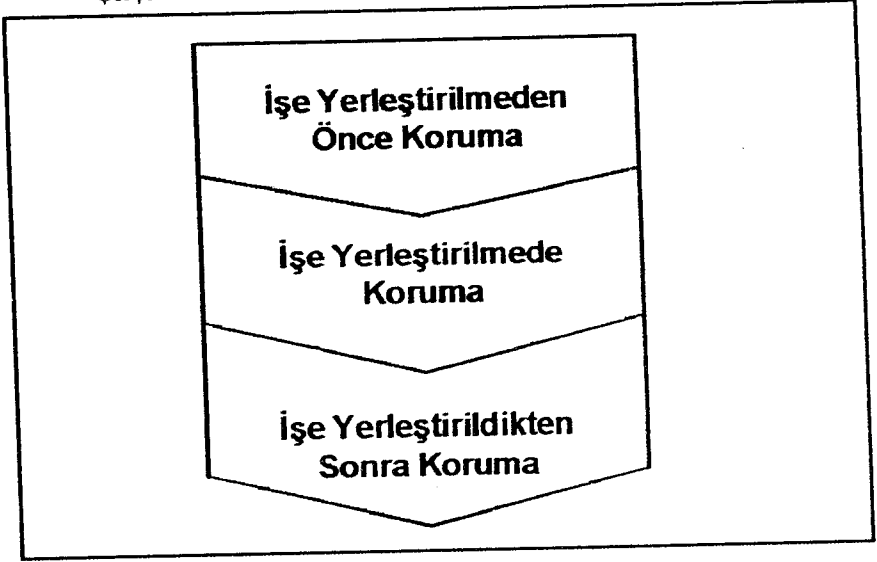 İşe Yerleştirilmeden
Önce Koruma
İşe Yerleştirilmede
Koruma
İşe Yerleştirildikten
Sonra Koruma